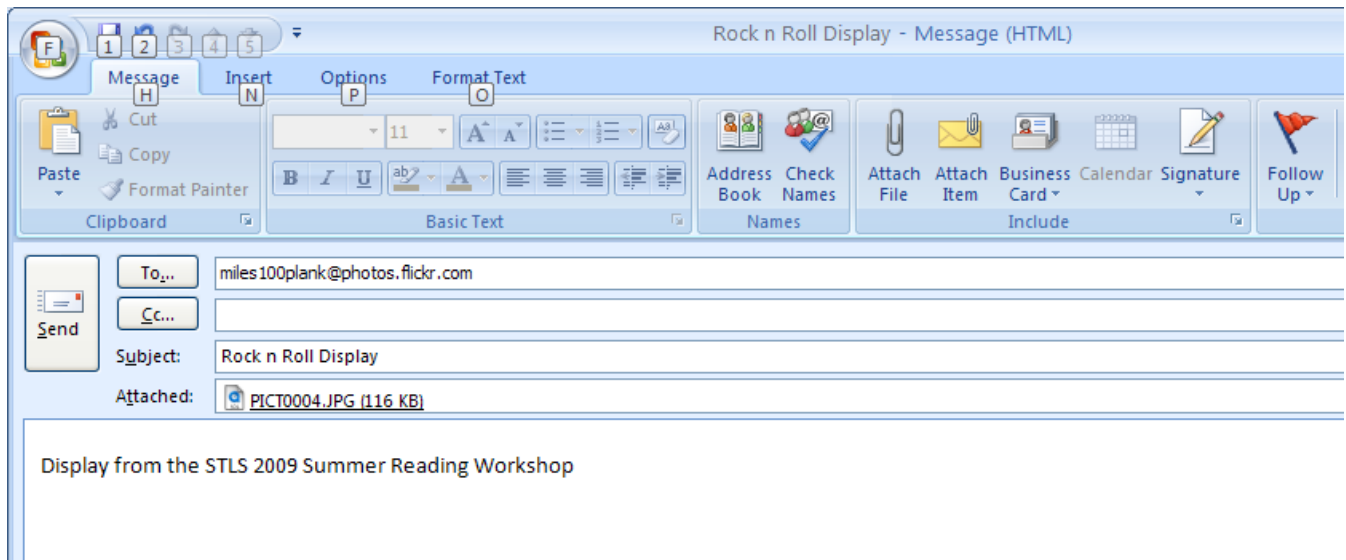 Rock n Roll Display - Message (HTML)
F 1 2 3 4 5
Message Insert Options Format Text
H N P O
Cut
Copy
Format Painter
Paste
Clipboard
11
A A Aa
B I U ab A
Basic Text
Address Book
Check Names
Names
Attach File
Attach Item
Business Card
Calendar
Signature
Include
Follow Up
Send
To... miles100plank@photos.flickr.com
Cc...
Subject: Rock n Roll Display
Attached: PICT0004.JPG (116 KB)
Display from the STLS 2009 Summer Reading Workshop